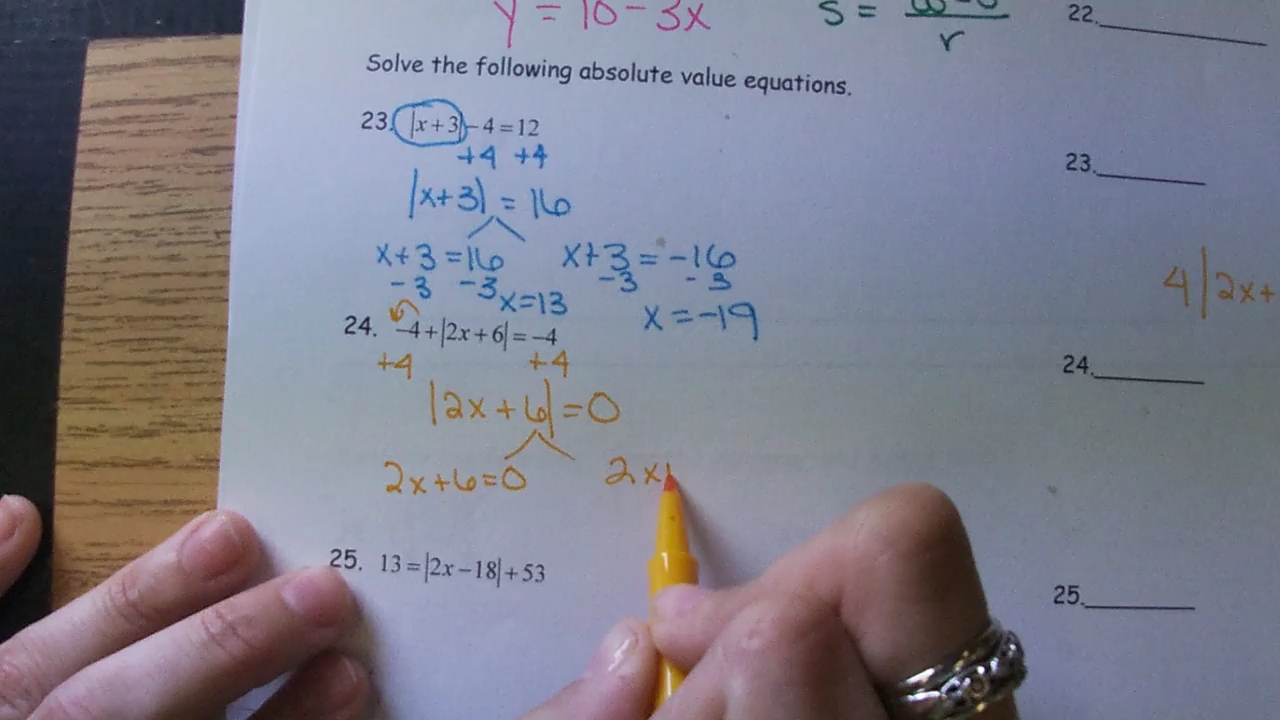 y = 10 - 3x
S =
r
22.
Solve the following absolute value equations.
23. |x+3| - 4 = 12
23.
+4 +4
|x+3| = 16
x+3 = 16 x+3 = -16
-3 -3 -3 -3
x=13
x = -19
4|2x+
24. -4+|2x+6| = -4
24.
+4 +4
|2x+6| = 0
2x+6=0 2x
25. 13 = |2x-18| + 53
25.